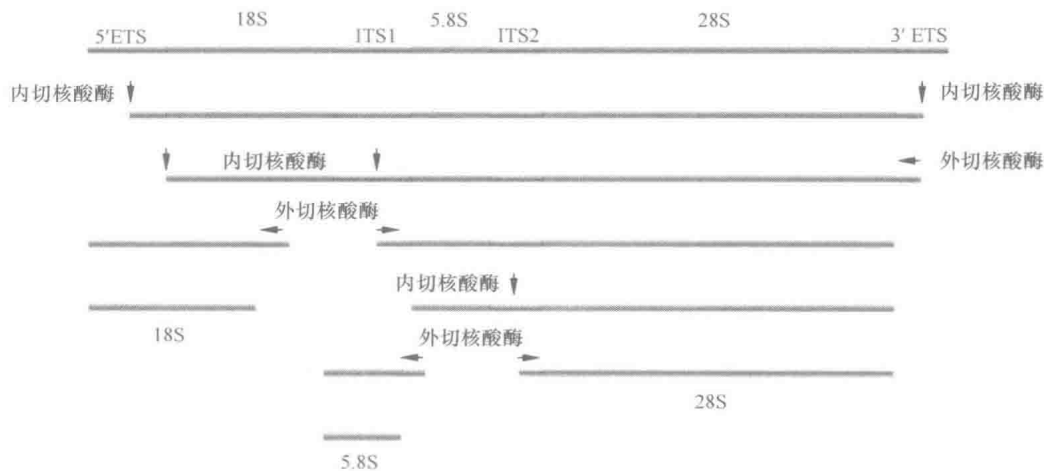 18S 5.8S 28S
5′ETS ITS1 ITS2 3′ ETS
内切核酸酶 内切核酸酶
内切核酸酶 外切核酸酶
外切核酸酶
内切核酸酶
18S
外切核酸酶
28S
5.8S